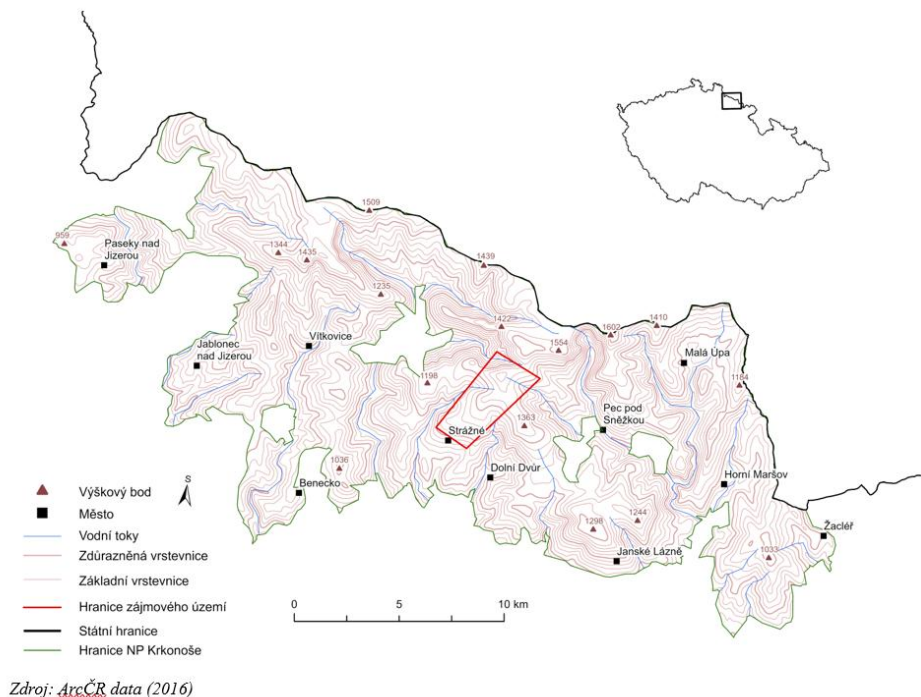 1509
959
Paseky nad
Jizerou
1344
1435
1439
1235
1422
1410
1602
Jablonec
nad Jizerou
Vítkovice
1554
Malá Úpa
1198
1184
1363
Pec pod
Sněžkou
Strážné
1036
Dolní Dvůr
Benecko
Horní Maršov
1298
1244
Žacléř
Janské Lázně
1033
S
Výškový bod
Město
Vodní toky
Zdůrazněná vrstevnice
Základní vrstevnice
Hranice zájmového území
Státní hranice
Hranice NP Krkonoše
0 5 10 km
Zdroj: ArcČR data (2016)